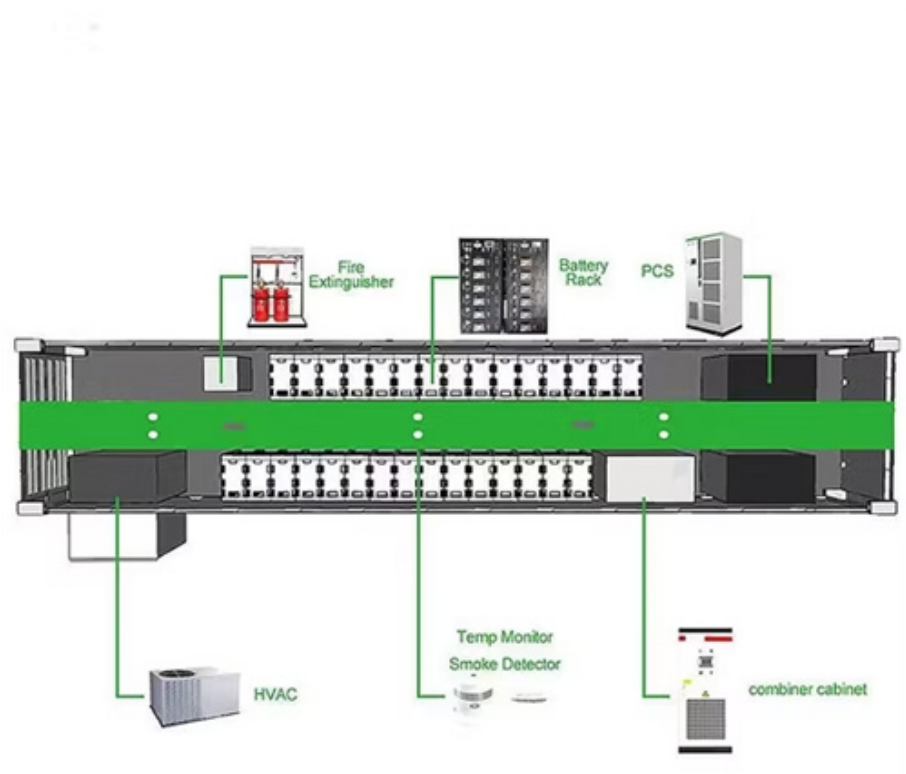 Fire
Extinguisher
Battery
Rack
PCS
Temp Monitor
Smoke Detector
HVAC
combiner cabinet